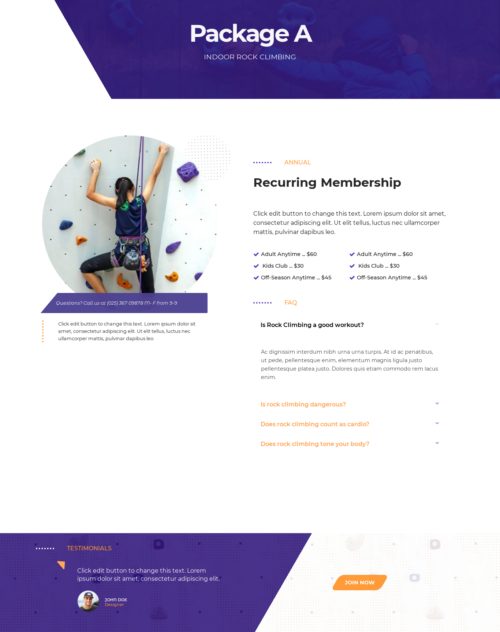 Package A
INDOOR ROCK CLIMBING
ANNUAL
Recurring Membership
Click edit button to change this text. Lorem ipsum dolor sit amet,
consectetur adipiscing elit. Ut elit tellus, luctus nec ullamcorper
mattis, pulvinar dapibus leo.
Adult Anytime ... $60
Adult Anytime ... $60
Kids Club ... $30
Kids Club ... $30
Off-Season Anytime ... $45
Off-Season Anytime ... $45
Questions? Call us at (025) 367 09876 M- F from 9-9
Click edit button to change this text. Lorem ipsum dolor sit
amet, consectetur adipiscing elit. Ut elit tellus, luctus nec
ullamcorper mattis, pulvinar dapibus leo.
FAQ
Is Rock Climbing a good workout?
Ac dignissim interdum nibh urna urna turpis. At id ac penatibus,
ut pede, pellentesque enim, elementum magnis ligula justo
pellentesque platea justo. Dolores quis etiam commodo rem lacus
enim.
Is rock climbing dangerous?
Does rock climbing count as cardio?
Does rock climbing tone your body?
TESTIMONIALS
Click edit button to change this text. Lorem
ipsum dolor sit amet, consectetur adipiscing elit.
JOHN DOE
Designer
JOIN NOW